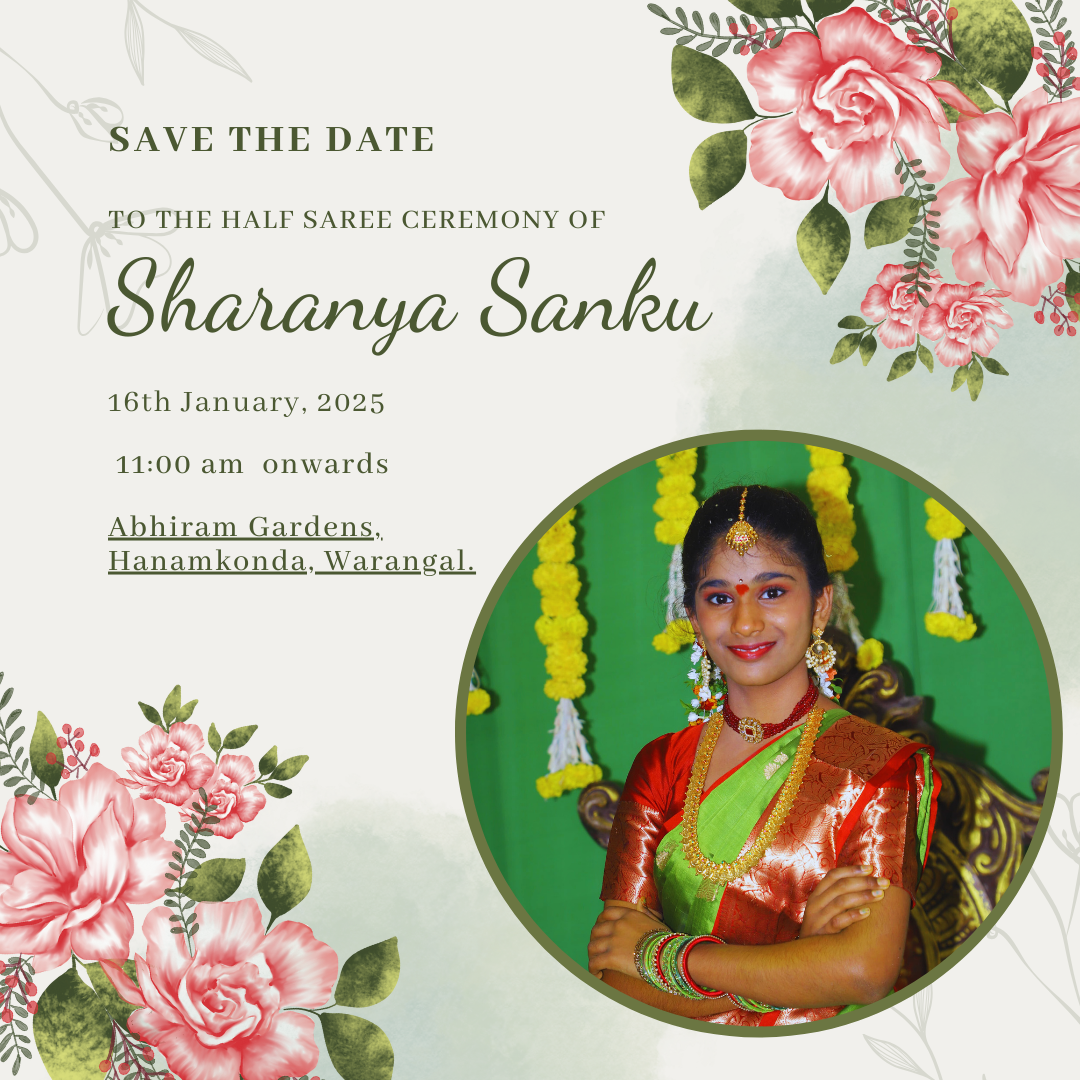 SAVE THE DATE
TO THE HALF SAREE CEREMONY OF
Sharanya Sanku
16th January, 2025
11:00 am onwards
Abhiram Gardens,
Hanamkonda, Warangal.